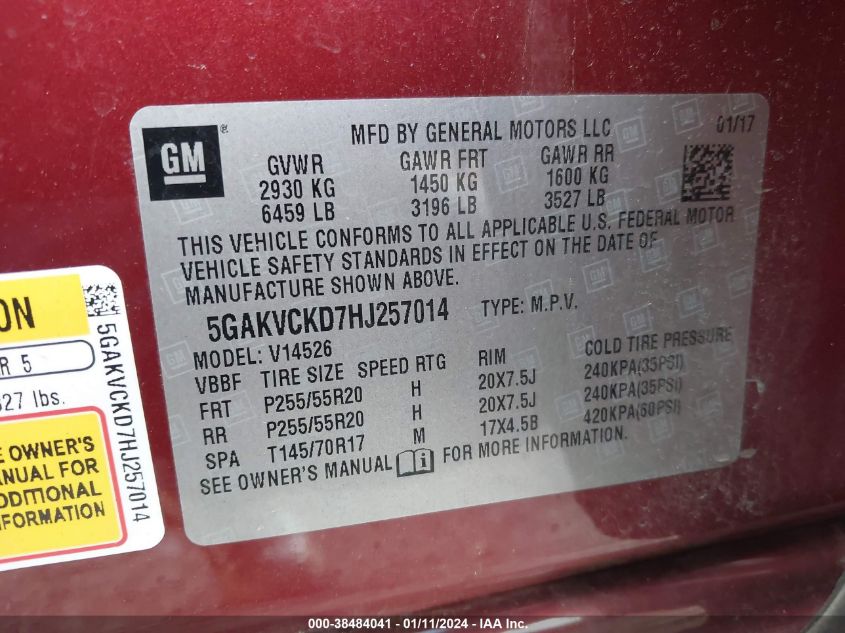 GM
®
MFD BY GENERAL MOTORS LLC
01/17
GVWR GAWR FRT GAWR RR
2930 KG 1450 KG 1600 KG
6459 LB 3196 LB 3527 LB
THIS VEHICLE CONFORMS TO ALL APPLICABLE U.S. FEDERAL MOTOR
VEHICLE SAFETY STANDARDS IN EFFECT ON THE DATE OF
MANUFACTURE SHOWN ABOVE.
5GAKVCKD7HJ257014 TYPE: M.P.V.
MODEL: V14526
VBBF TIRE SIZE SPEED RTG RIM COLD TIRE PRESSURE
FRT P255/55R20 H 20X7.5J 240KPA(35PSI)
RR P255/55R20 H 20X7.5J 240KPA(35PSI)
SPA T145/70R17 M 17X4.5B 420KPA(60PSI)
SEE OWNER'S MANUAL FOR MORE INFORMATION.
ON
R 5
27 lbs.
E OWNER'S
ANUAL FOR
DDITIONAL
FORMATION
5GAKVCKD7HJ257014
000-38484041 - 01/11/2024 - IAA Inc.